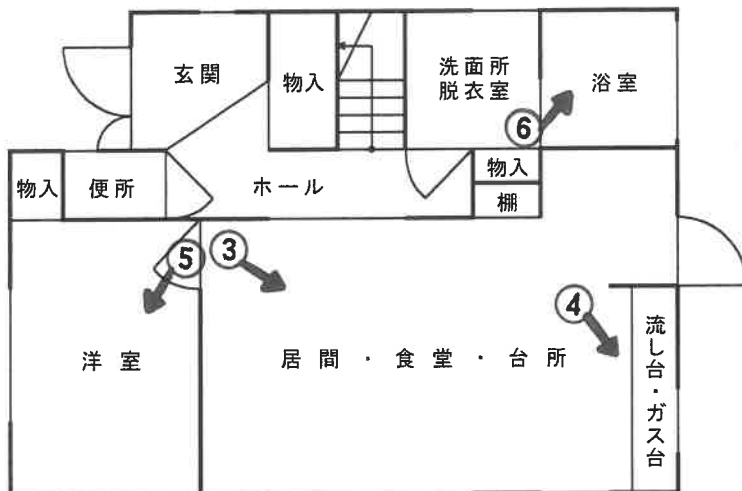 玄関
物入
洗面所
脱衣室
浴室
⑥
物入
便所
ホール
物入
棚
⑤
③
④
洋室
居間・食堂・台所
流し台・ガス台